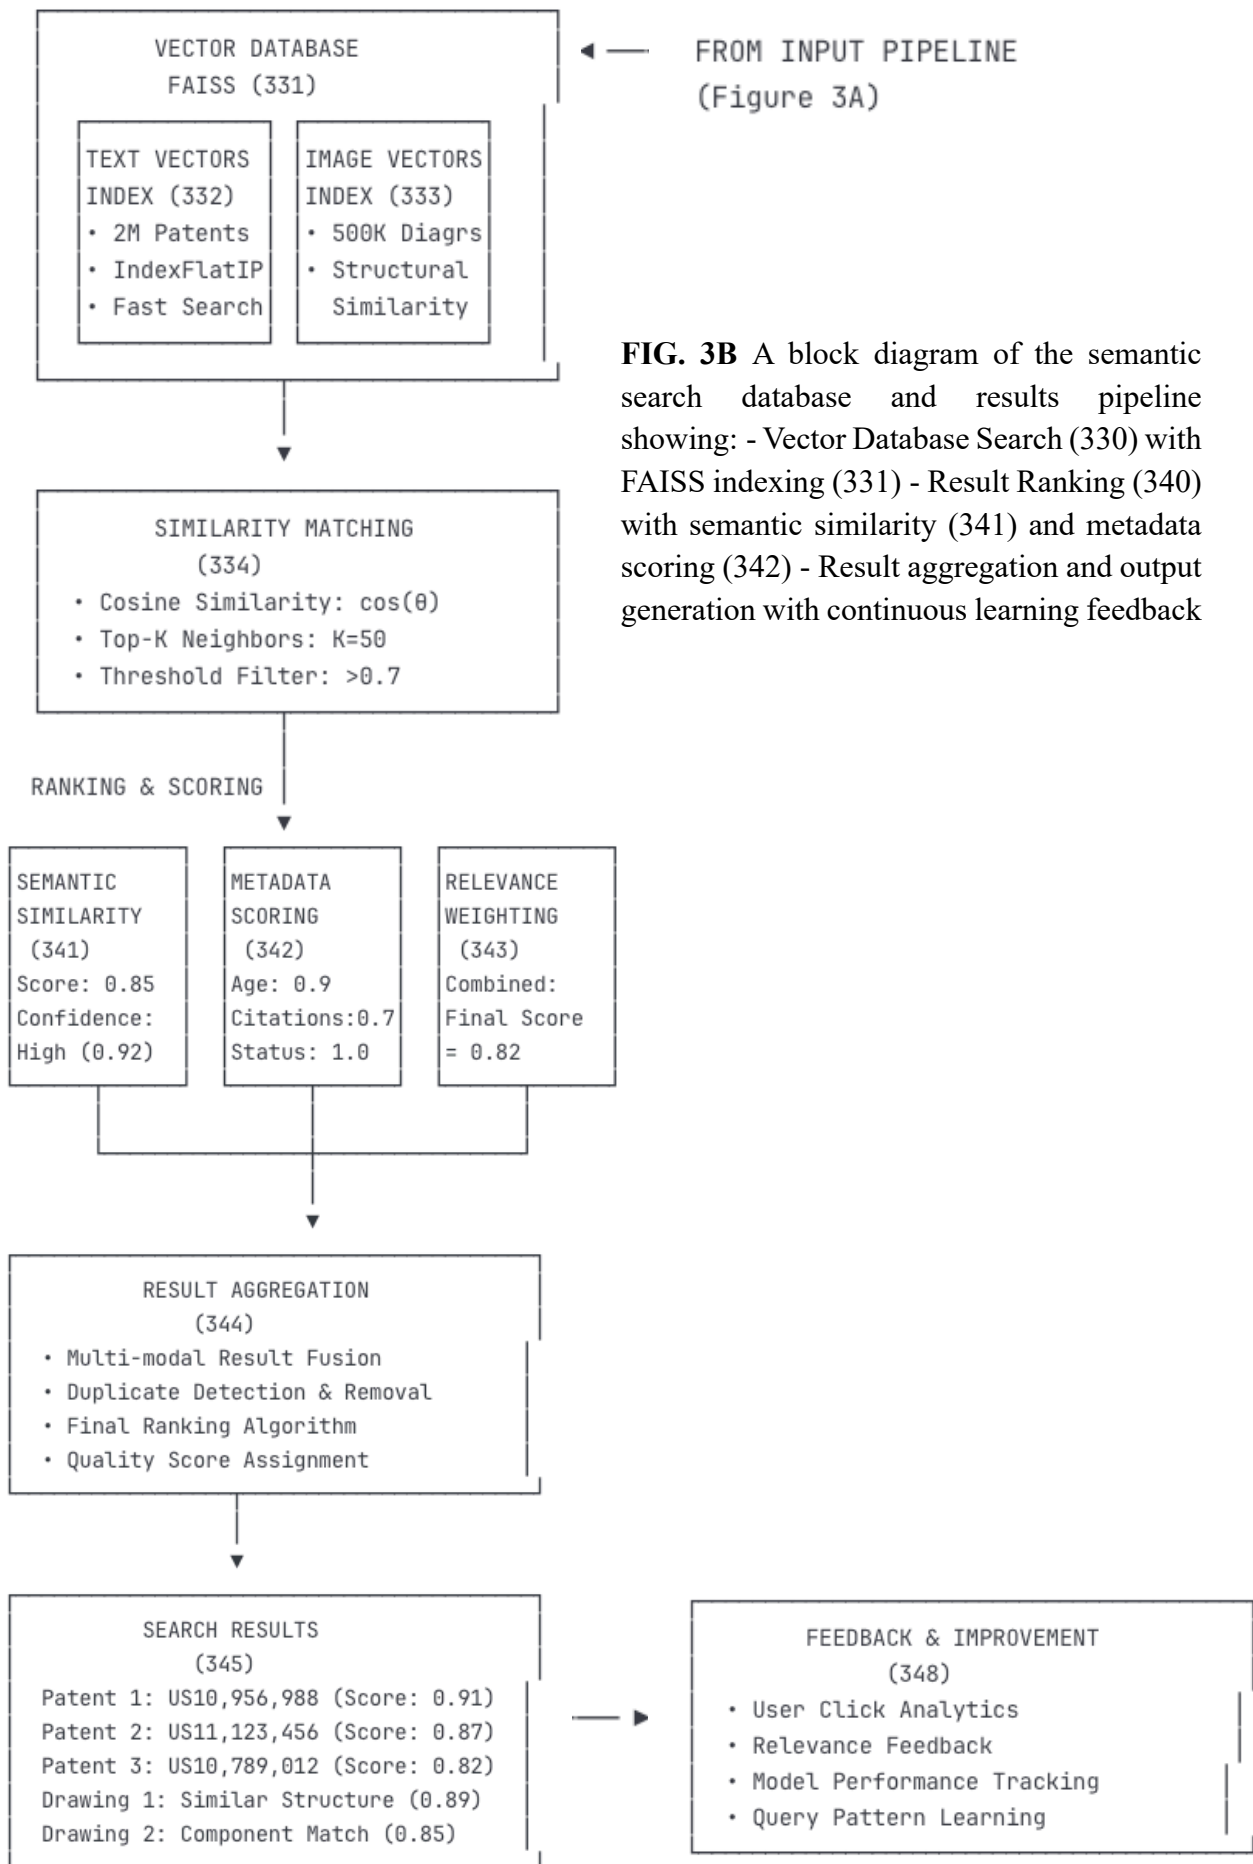 VECTOR DATABASE
FAISS (331)
FROM INPUT PIPELINE
(Figure 3A)
TEXT VECTORS
INDEX (332)
• 2M Patents
• IndexFlatIP
• Fast Search
IMAGE VECTORS
INDEX (333)
• 500K Diagrs
• Structural
Similarity
FIG. 3B A block diagram of the semantic
search database and results pipeline
showing: - Vector Database Search (330) with
FAISS indexing (331) - Result Ranking (340)
with semantic similarity (341) and metadada
scoring (342) - Result aggregation and output
generation with continuous learning feedback
SIMILARITY MATCHING
(334)
• Cosine Similarity: cos(θ)
• Top-K Neighbors: K=50
• Threshold Filter: >0.7
RANKING & SCORING
SEMANTIC
SIMILARITY
(341)
Score: 0.85
Confidence:
High (0.92)
METADATA
SCORING
(342)
Age: 0.9
Citations:0.7
Status: 1.0
RELEVANCE
WEIGHTING
(343)
Combined:
Final Score
= 0.82
RESULT AGGREGATION
(344)
• Multi-modal Result Fusion
• Duplicate Detection & Removal
• Final Ranking Algorithm
• Quality Score Assignment
SEARCH RESULTS
(345)
Patent 1: US10,956,988 (Score: 0.91)
Patent 2: US11,123,456 (Score: 0.87)
Patent 3: US10,789,012 (Score: 0.82)
Drawing 1: Similar Structure (0.89)
Drawing 2: Component Match (0.85)
FEEDBACK & IMPROVEMENT
(348)
• User Click Analytics
• Relevance Feedback
• Model Performance Tracking
• Query Pattern Learning